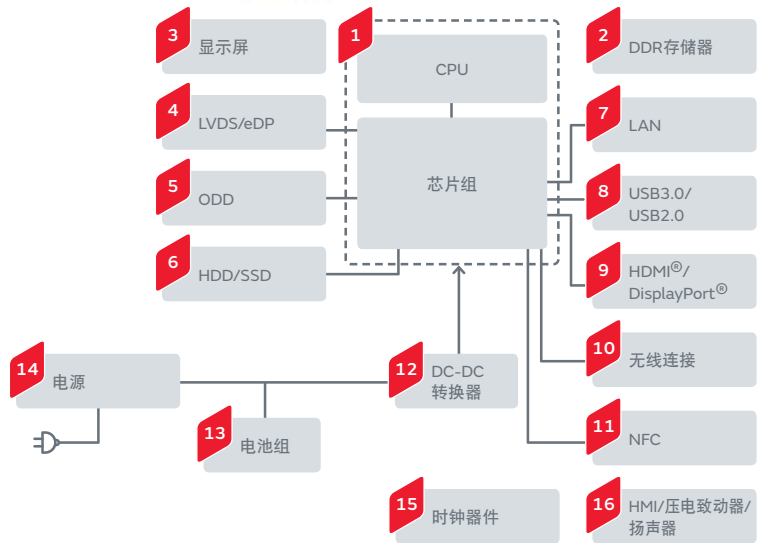 1
CPU
芯片组
2
DDR存储器
3
显示屏
4
LVDS/eDP
5
ODD
6
HDD/SSD
7
LAN
8
USB3.0/
USB2.0
9
HDMI®/
DisplayPort®
10
无线连接
11
NFC
12
DC-DC
转换器
13
电池组
14
电源
15
时钟器件
16
HMI/压电致动器/
扬声器